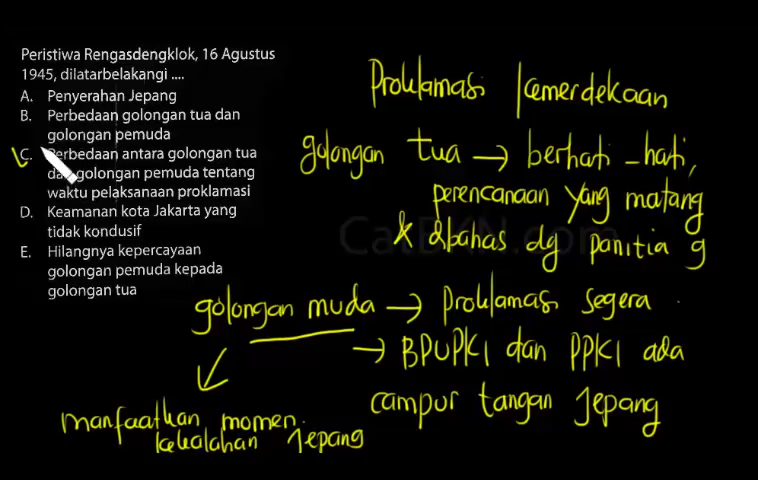 Peristiwa Rengasdengklok, 16 Agustus
1945, dilatarbelakangi ....
A. Penyerahan Jepang
B. Perbedaan golongan tua dan
golongan pemuda
C. Perbedaan antara golongan tua
dan golongan pemuda tentang
waktu pelaksanaan proklamasi
D. Keamanan kota Jakarta yang
tidak kondusif
E. Hilangnya kepercayaan
golongan pemuda kepada
golongan tua
Proklamasi kemerdekaan
golongan tua → berhati-hati,
perencanaan yang matang
& dbahas dg panitia 9
golongan muda → proklamasi segera
→ BPUPKI dan PPKI ada
campur tangan Jepang
manfaatkan momen
kekalahan Jepang